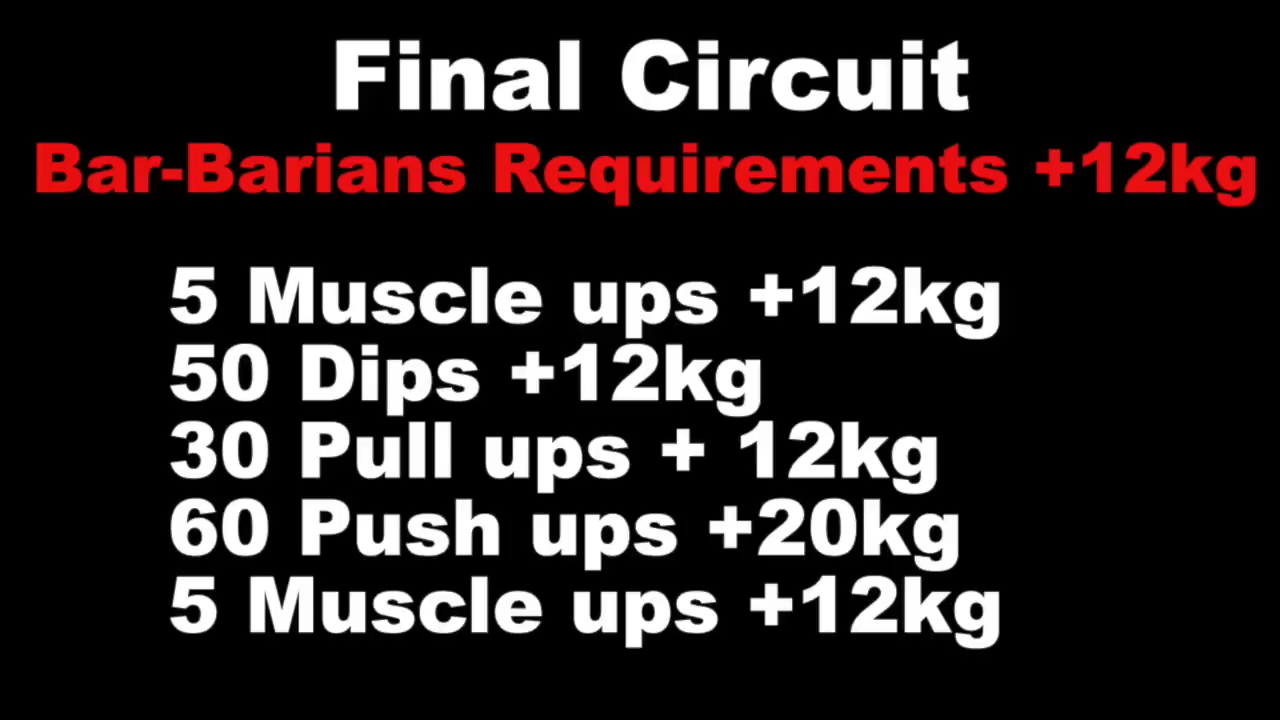 Final Circuit
Bar-Barians Requirements +12kg
5 Muscle ups +12kg
50 Dips +12kg
30 Pull ups + 12kg
60 Push ups +20kg
5 Muscle ups +12kg